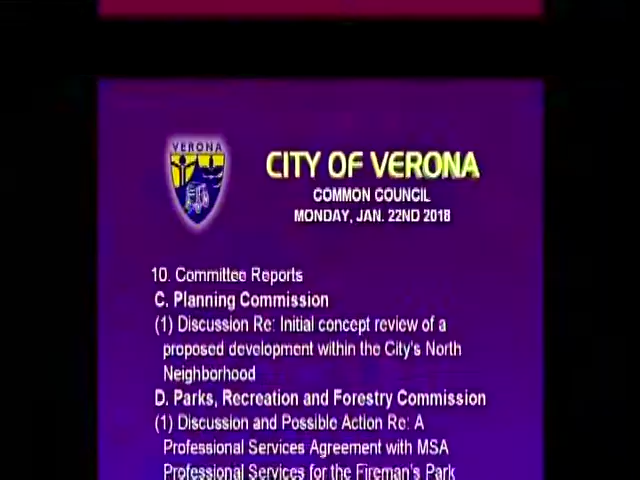 VERONA
CITY OF VERONA
COMMON COUNCIL
MONDAY, JAN. 22ND 2018
10. Committee Reports
C. Planning Commission
(1) Discussion Re: Initial concept review of a
proposed development within the City's North
Neighborhood
D. Parks, Recreation and Forestry Commission
(1) Discussion and Possible Action Re: A
Professional Services Agreement with MSA
Professional Services for the Fireman's Park